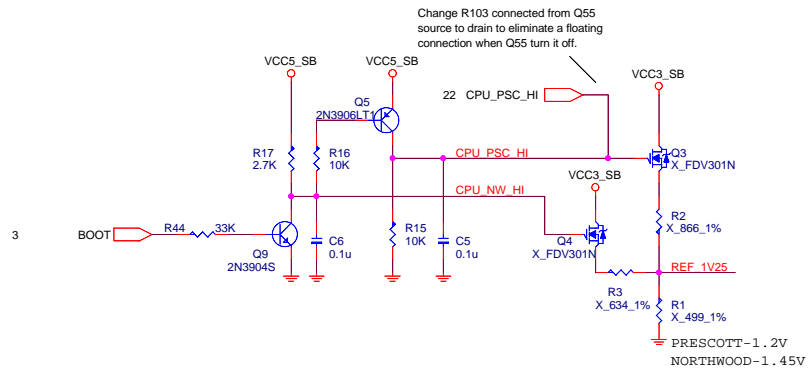 Change R103 connected from Q55
source to drain to eliminate a floating
connection when Q55 turn it off.
VCC5_SB
VCC5_SB
VCC3_SB
22 CPU_PSC_HI
Q5
2N3906LT1
R17
2.7K
R16
10K
CPU_PSC_HI
Q3
X_FDV301N
CPU_NW_HI
VCC3_SB
3
BOOT
R44
33K
Q9
2N3904S
C6
0.1u
R15
10K
C5
0.1u
Q4
X_FDV301N
R2
X_866_1%
REF_1V25
R3
X_634_1%
R1
X_499_1%
PRESCOTT-1.2V
NORTHWOOD-1.45V